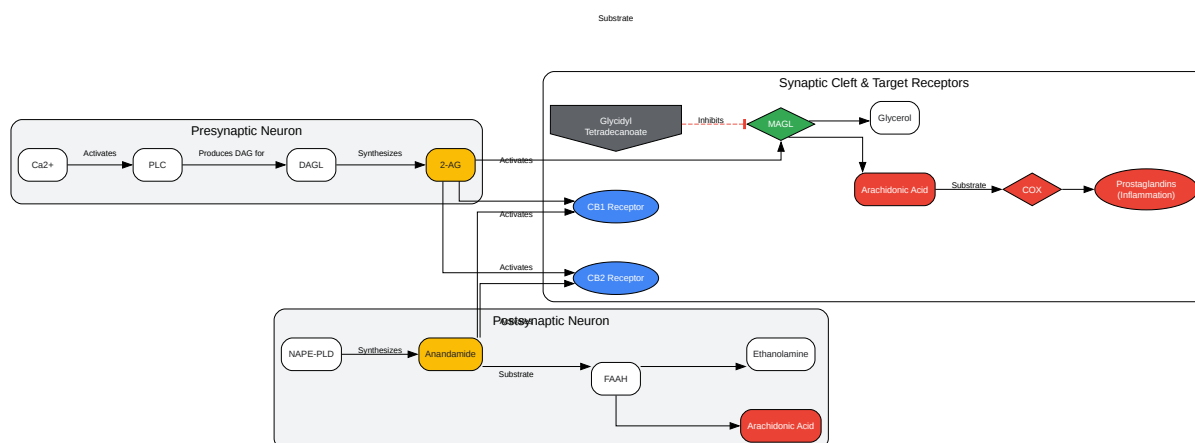 Substrate
Synaptic Cleft & Target Receptors
Glycidyl
Tetradecanoate
Inhibits
MAGL
Glycerol
Presynaptic Neuron
Ca2+
Activates
PLC
Produces DAG for
DAGL
Synthesizes
2-AG
Activates
Arachidonic Acid
Substrate
COX
Prostaglandins
(Inflammation)
CB1 Receptor
Activates
Activates
CB2 Receptor
Postsynaptic Neuron
Activates
NAPE-PLD
Synthesizes
Anandamide
Substrate
FAAH
Ethanolamine
Arachidonic Acid